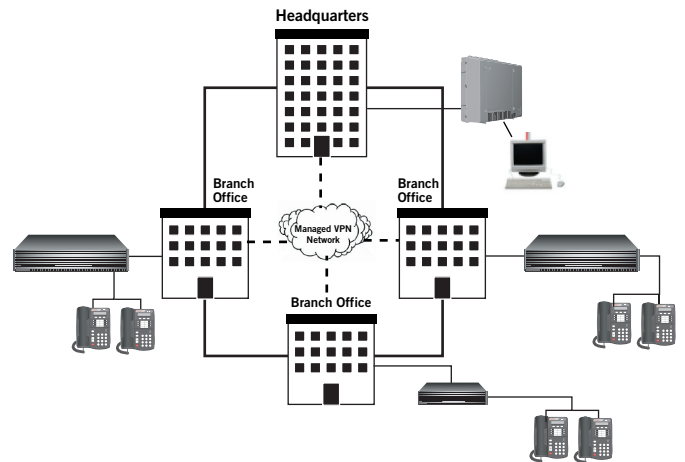 Headquarters
Branch
Office
Branch
Office
Managed VPN
Network
Branch Office